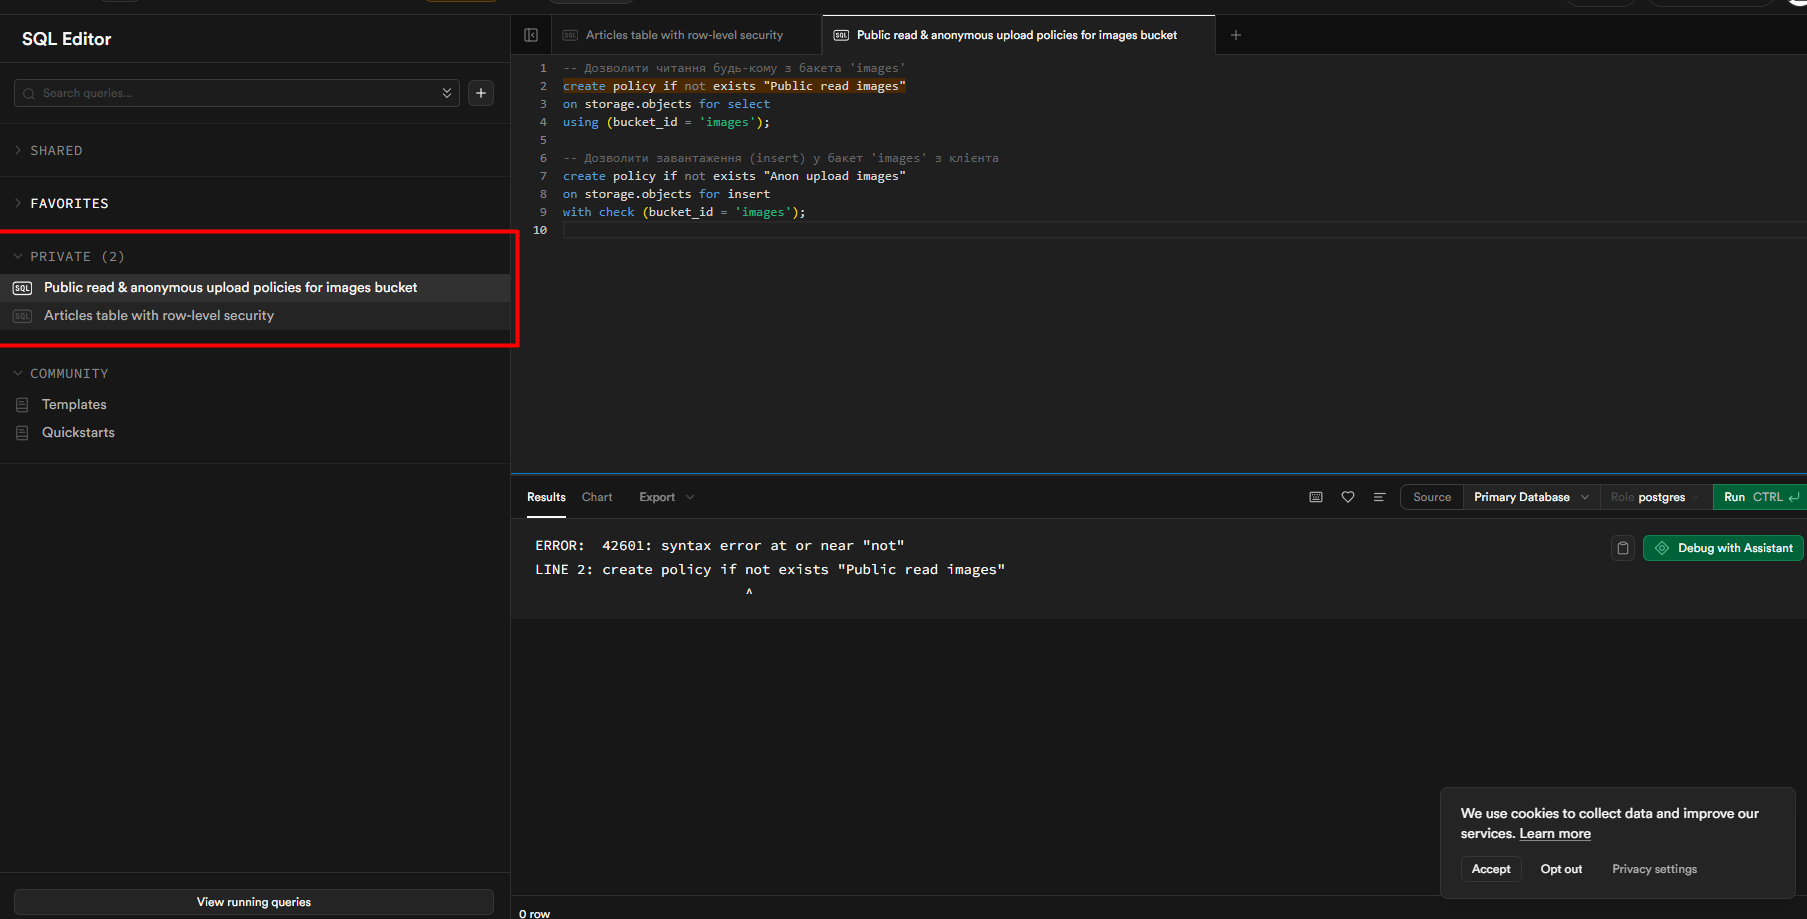 SQL Editor
Search queries...
SHARED
FAVORITES
PRIVATE (2)
SQL Public read & anonymous upload policies for images bucket
SQL Articles table with row-level security
COMMUNITY
Templates
Quickstarts
View running queries
SQL Articles table with row-level security
SQL Public read & anonymous upload policies for images bucket
1 -- Дозволити читання будь-кому з бакета 'images'
2 create policy if not exists "Public read images"
3 on storage.objects for select
4 using (bucket_id = 'images');
5
6 -- Дозволити завантаження (insert) у бакет 'images' з клієнта
7 create policy if not exists "Anon upload images"
8 on storage.objects for insert
9 with check (bucket_id = 'images');
10
Results Chart Export Source Primary Database Role postgres Run CTRL
ERROR:  42601: syntax error at or near "not"
LINE 2: create policy if not exists "Public read images"
^
Debug with Assistant
We use cookies to collect data and improve our
services. Learn more
Accept Opt out Privacy settings
0 row